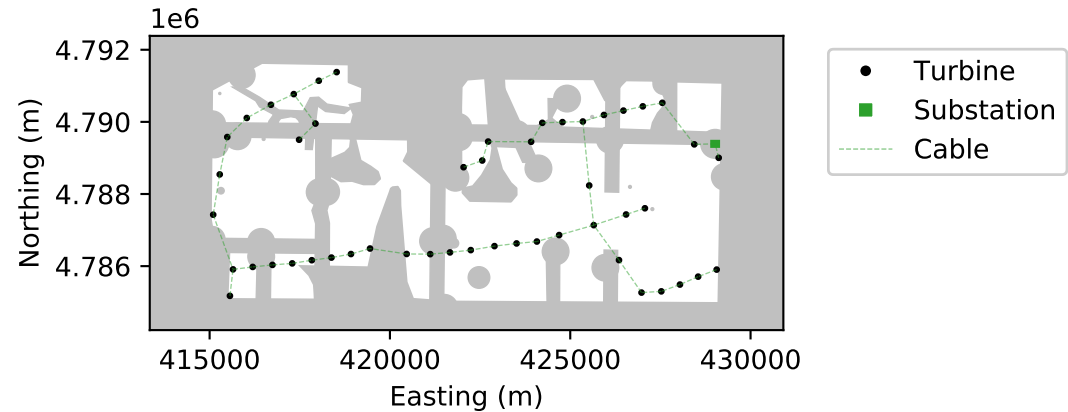 1e6
4.792
4.790
4.788
4.786
Northing (m)
415000 420000 425000 430000
Easting (m)
Turbine
Substation
Cable